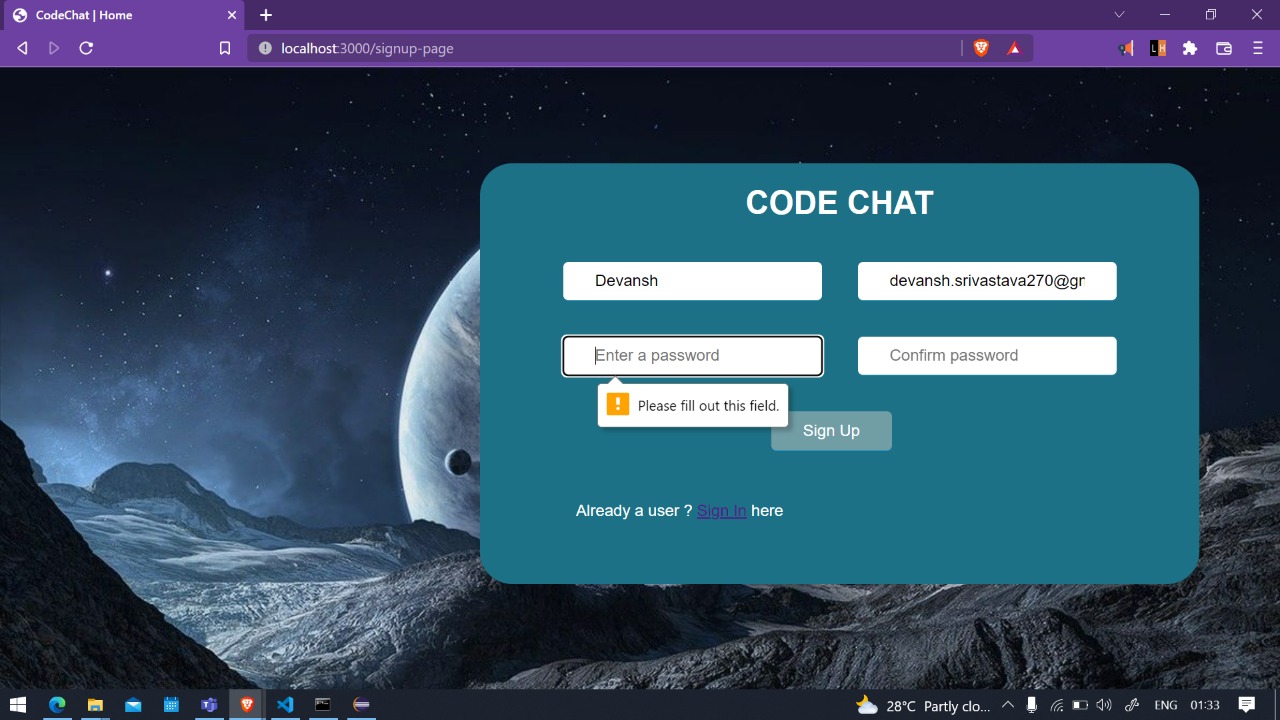 CodeChat | Home
localhost:3000/signup-page
CODE CHAT
Devansh
devansh.srivastava270@gr
Enter a password
Confirm password
Please fill out this field.
Sign Up
Already a user ? Sign In here
28°C Partly clo...
ENG
01:33